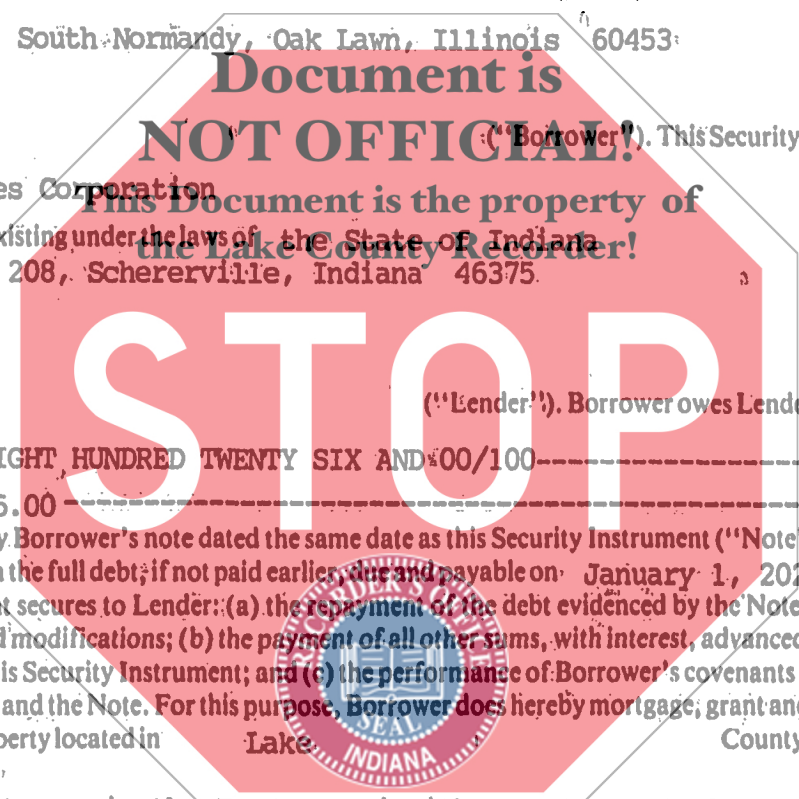 South Normandy, Oak Lawn, Illinois 60453
Document is
NOT OFFICIAL!
("Borrower"). This Security
es Corporation
This Document is the property of
xisting under the laws of the State of Indiana
the Lake County Recorder!
208, Schererville, Indiana 46375
STOP
("Lender"). Borrower owes Lende
IGHT HUNDRED TWENTY SIX AND 00/100--------------------
6.00 ------------------------------------------------
y Borrower's note dated the same date as this Security Instrument ("Note
the full debt, if not paid earlier, due and payable on January 1, 202
t secures to Lender: (a) the repayment of the debt evidenced by the Note
d modifications; (b) the payment of all other sums, with interest, advanced
is Security Instrument; and (c) the performance of Borrower's covenants
and the Note. For this purpose, Borrower does hereby mortgage, grant and
perty located in Lake County
RECORDER'S OFFICE
SEAL
INDIANA